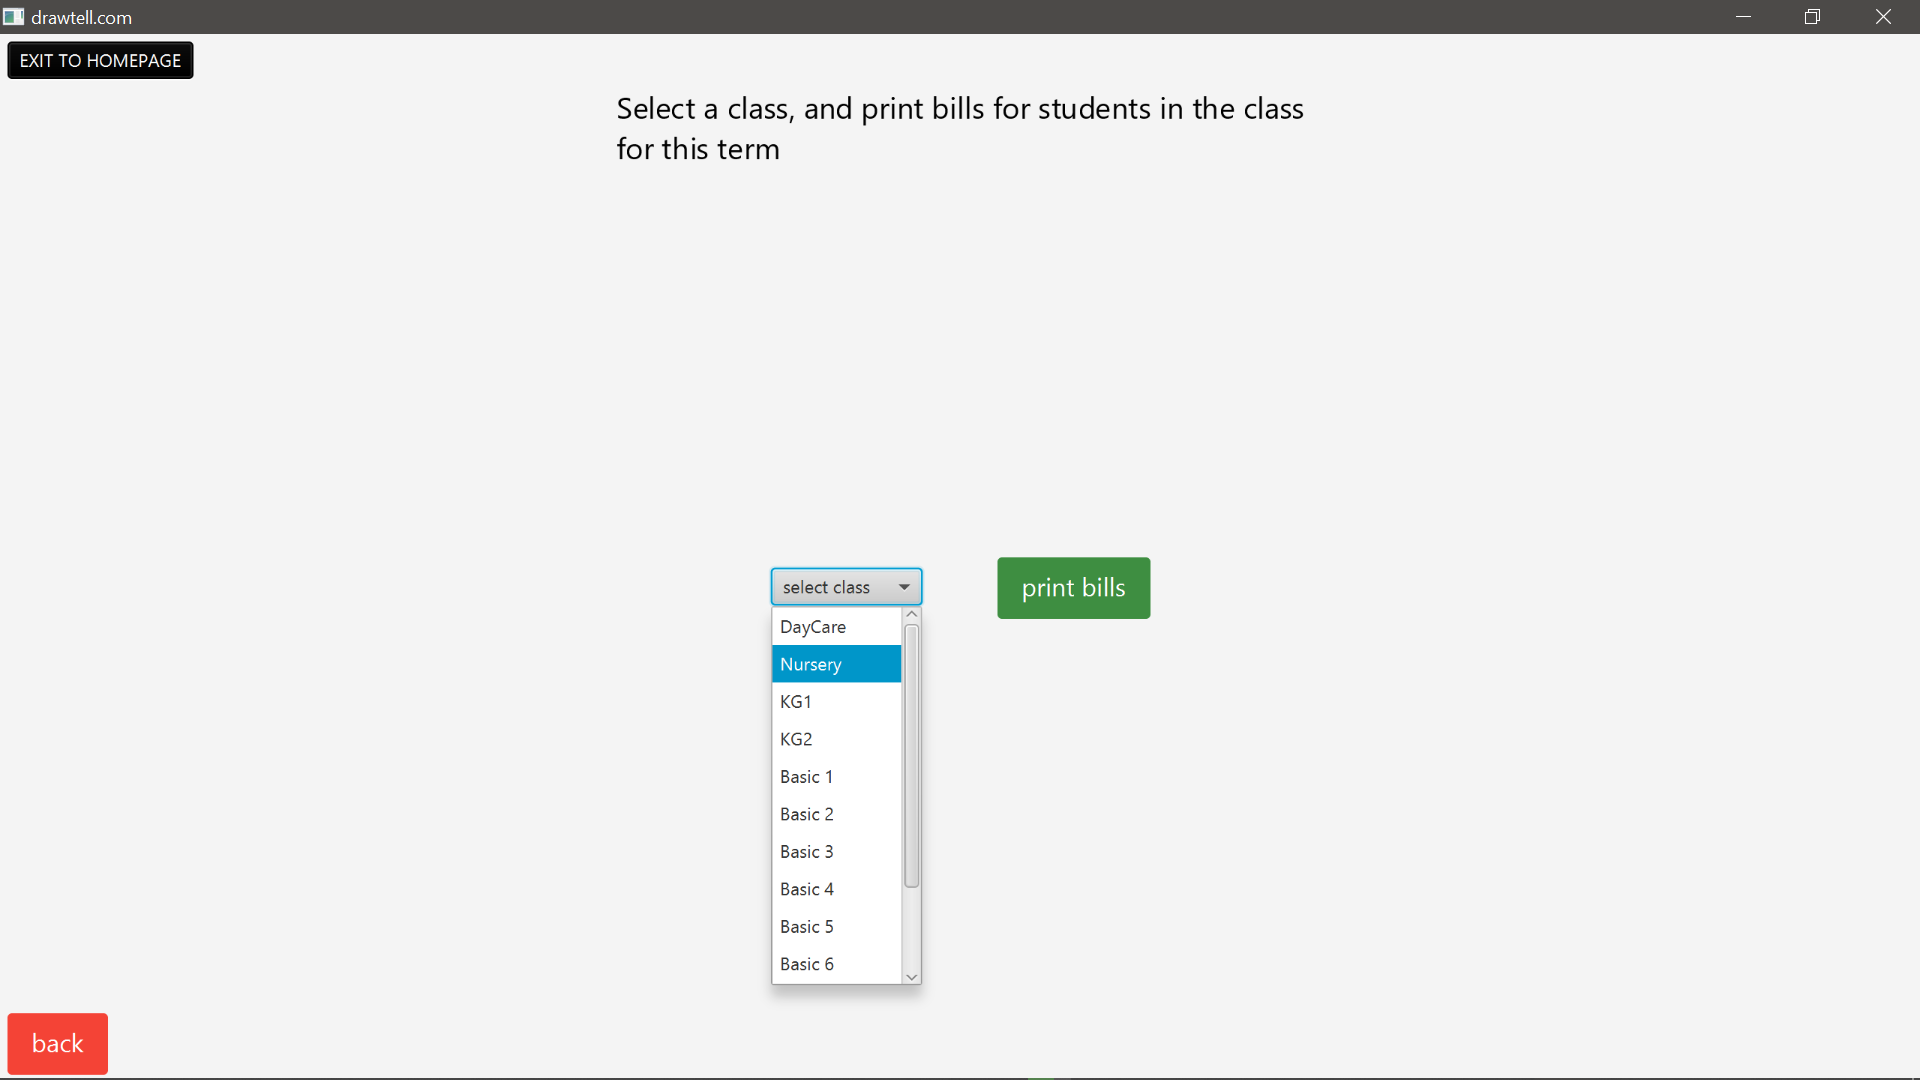 drawtell.com
EXIT TO HOMEPAGE
Select a class, and print bills for students in the class
for this term
select class
print bills
DayCare
Nursery
KG1
KG2
Basic 1
Basic 2
Basic 3
Basic 4
Basic 5
Basic 6
back